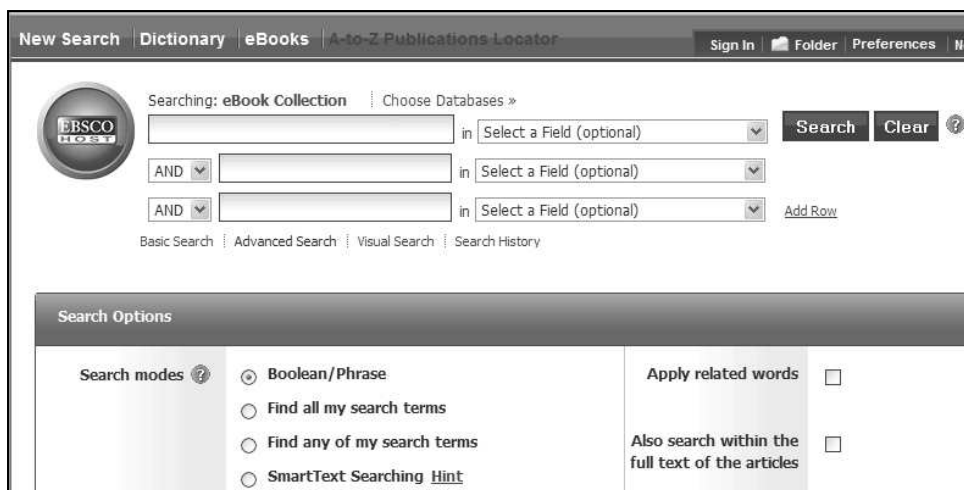 New Search Dictionary eBooks A-to-Z Publications Locator Sign In Folder Preferences N
Searching: eBook Collection Choose Databases »
EBSCO HOST
in Select a Field (optional) Search Clear ?
AND in Select a Field (optional)
AND in Select a Field (optional) Add Row
Basic Search Advanced Search Visual Search Search History
Search Options
Search modes ? Boolean/Phrase Apply related words
Find all my search terms
Find any of my search terms Also search within the
full text of the articles
SmartText Searching Hint